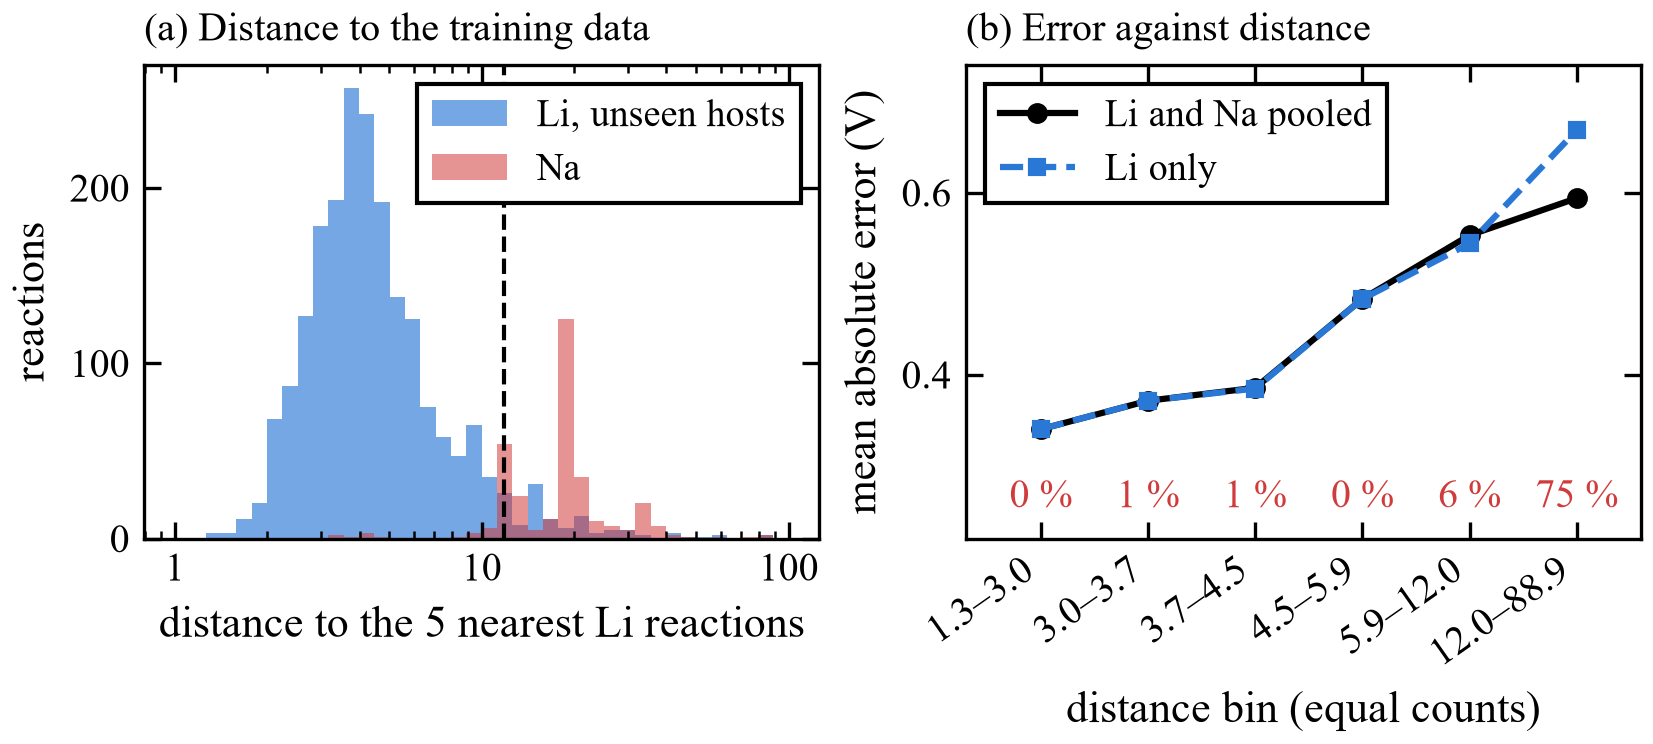 (a) Distance to the training data
Li, unseen hosts
Na
reactions
200
100
0
1
10
100
distance to the 5 nearest Li reactions
(b) Error against distance
Li and Na pooled
Li only
mean absolute error (V)
0.6
0.4
0 %
1 %
1 %
0 %
6 %
75 %
1.3–3.0
3.0–3.7
3.7–4.5
4.5–5.9
5.9–12.0
12.0–88.9
distance bin (equal counts)